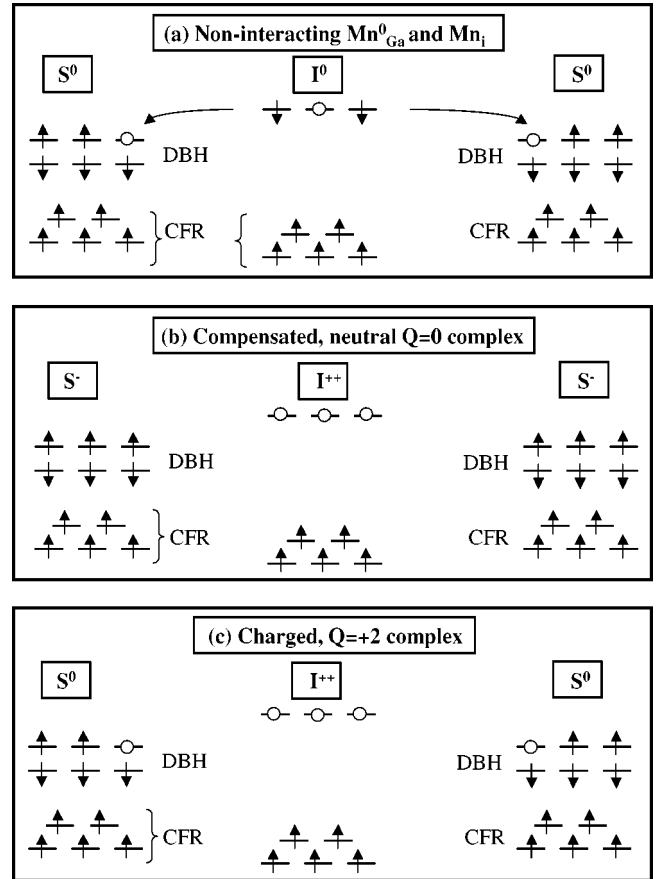 (a) Non-interacting Mn⁰Ga and Mni
S⁰ I⁰ S⁰
DBH DBH
CFR CFR
(b) Compensated, neutral Q=0 complex
S⁻ I⁺⁺ S⁻
DBH DBH
CFR CFR
(c) Charged, Q=+2 complex
S⁰ I⁺⁺ S⁰
DBH DBH
CFR CFR